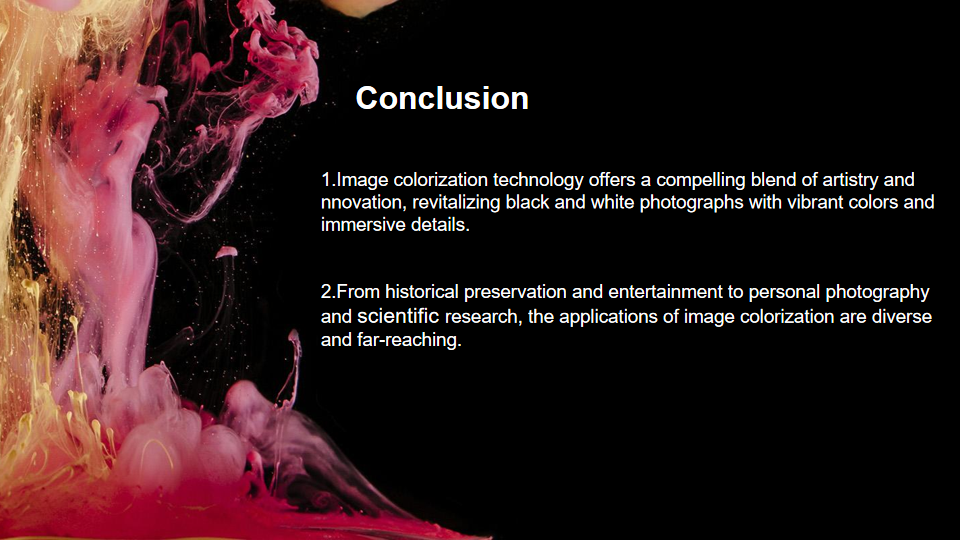 Conclusion
1.Image colorization technology offers a compelling blend of artistry and
nnovation, revitalizing black and white photographs with vibrant colors and
immersive details.
2.From historical preservation and entertainment to personal photography
and scientific research, the applications of image colorization are diverse
and far-reaching.